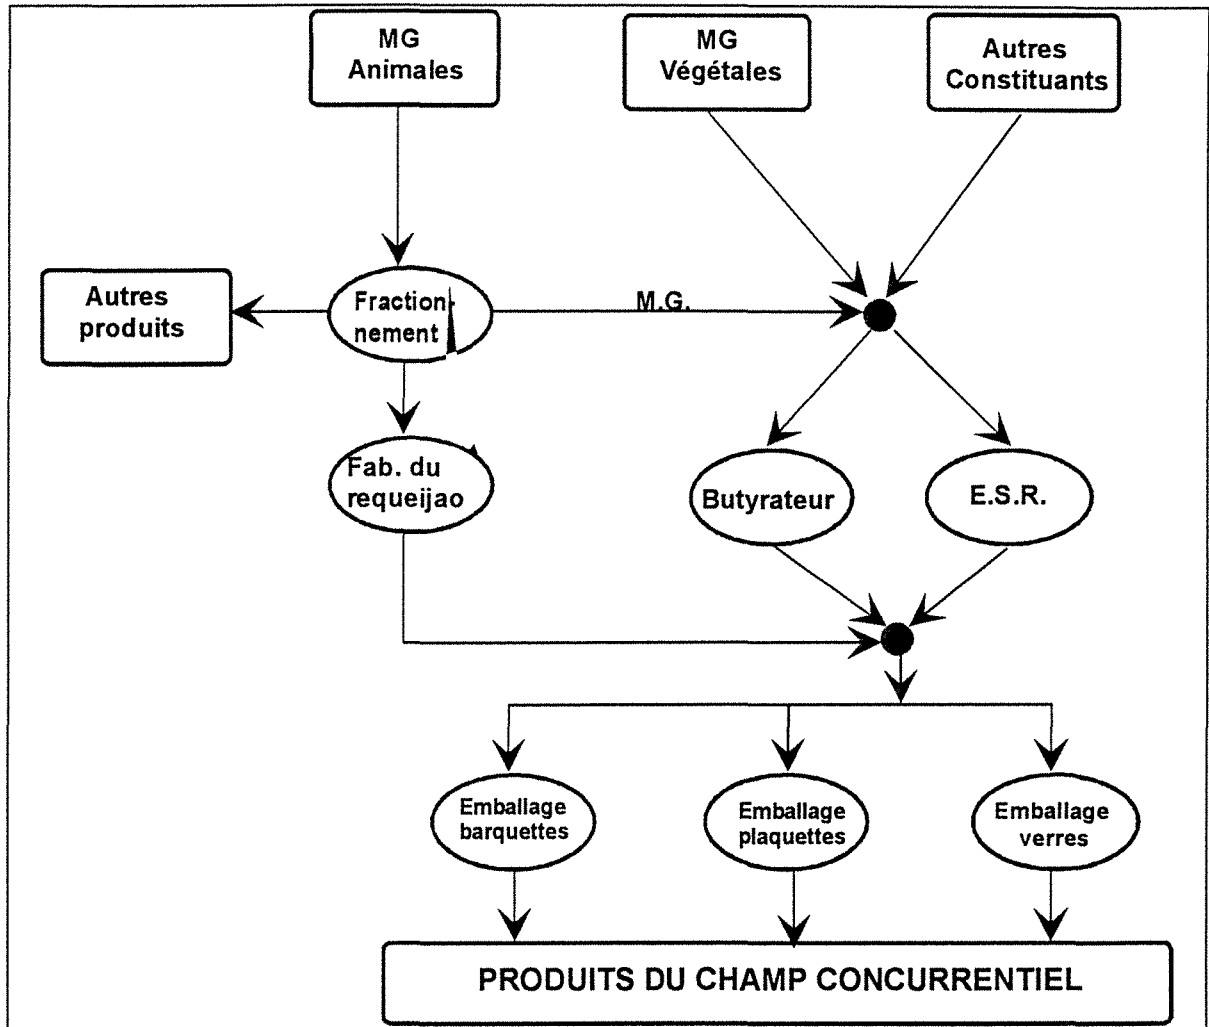 MG
Animales
MG
Végétales
Autres
Constituants
Autres
produits
Fraction-
nement
M.G.
Fab. du
requeijao
Butyrateur
E.S.R.
Emballage
barquettes
Emballage
plaquettes
Emballage
verres
PRODUITS DU CHAMP CONCURRENTIEL